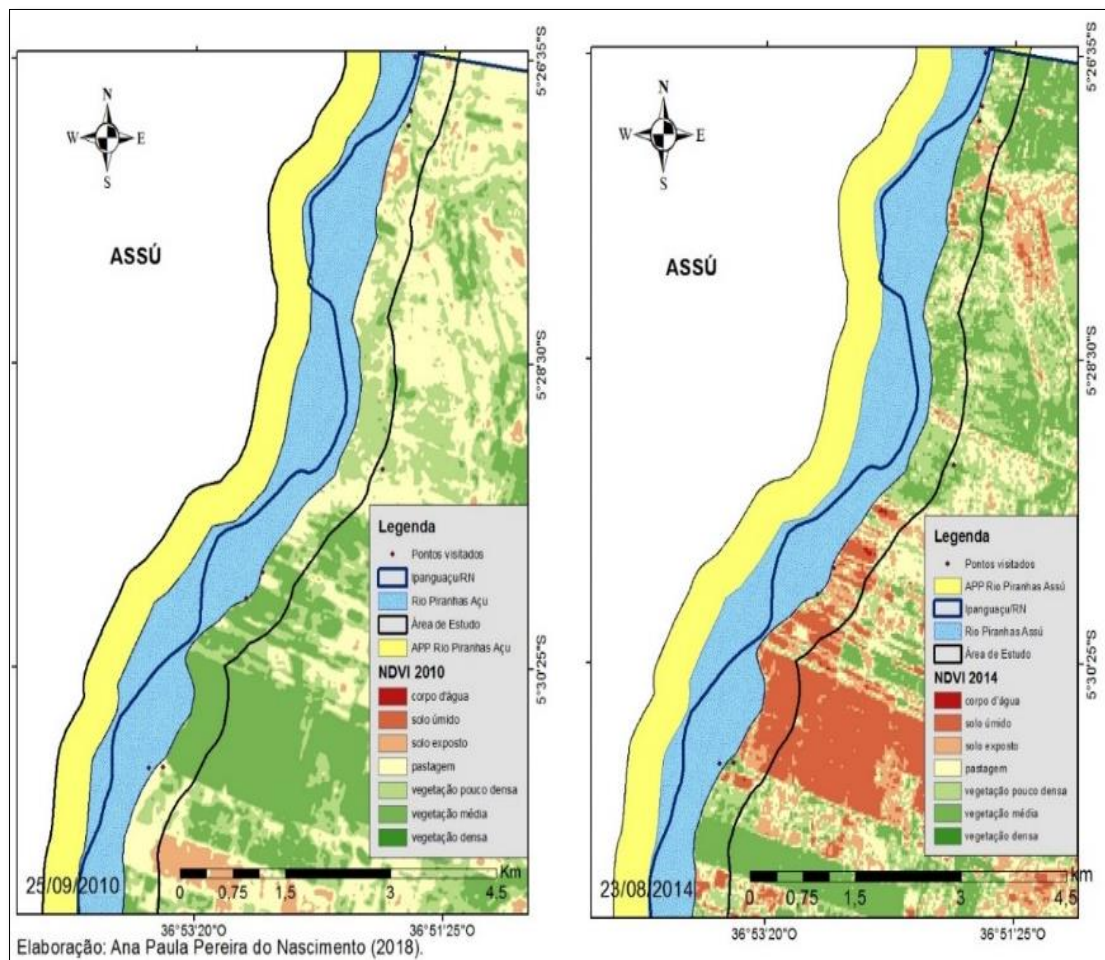 N
W
E
S
ASSÚ
5°26'35"S
5°28'30"S
5°30'25"S
Legenda
Pontos visitados
Ipanguaçu/RN
Rio Piranhas Açu
Área de Estudo
APP Rio Piranhas Açu
NDVI 2010
corpo d'água
solo úmido
solo exposto
pastagem
vegetação pouco densa
vegetação média
vegetação densa
25/09/2010
Km
0 0.75 1,5 3 4.5
36°53'20"O
36°51'25"O
Elaboração: Ana Paula Pereira do Nascimento (2018).
N
W
E
S
ASSÚ
5°26'35"S
5°28'30"S
5°30'25"S
Legenda
Pontos visitados
APP Rio Piranhas Assú
Ipanguaçu/RN
Rio Piranhas Assú
Área de Estudo
NDVI 2014
corpo d'água
solo úmido
solo exposto
pastagem
vegetação pouco densa
vegetação média
vegetação densa
23/08/2014
km
0 0.75 1,5 3 4.5
36°53'20"O
36°51'25"O